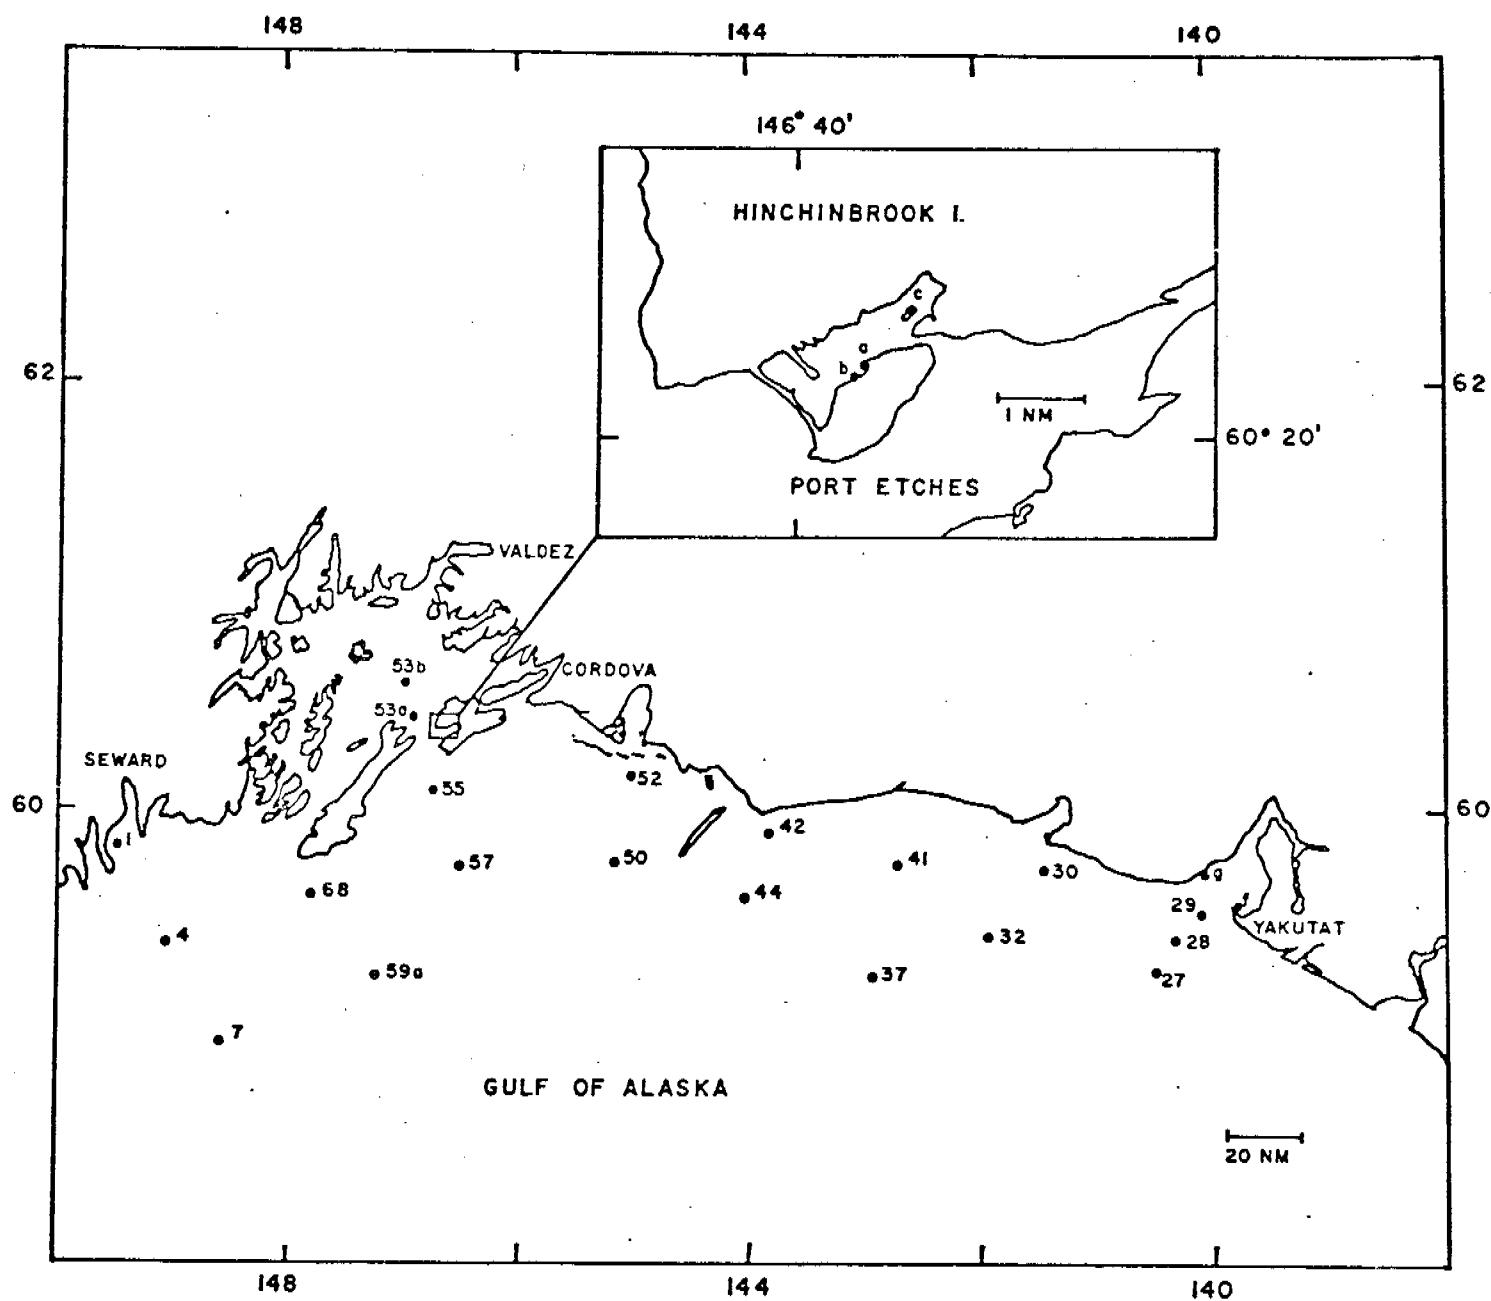 148
144
140
146° 40'
HINCHINBROOK I.
c
a
b
1 NM
62
62
60° 20'
PORT ETCHES
VALDEZ
53b
CORDOVA
53a
SEWARD
52
55
60
60
42
1
50
57
41
30
g
68
44
29
f
YAKUTAT
4
32
28
59a
37
27
7
GULF OF ALASKA
20 NM
148
144
140